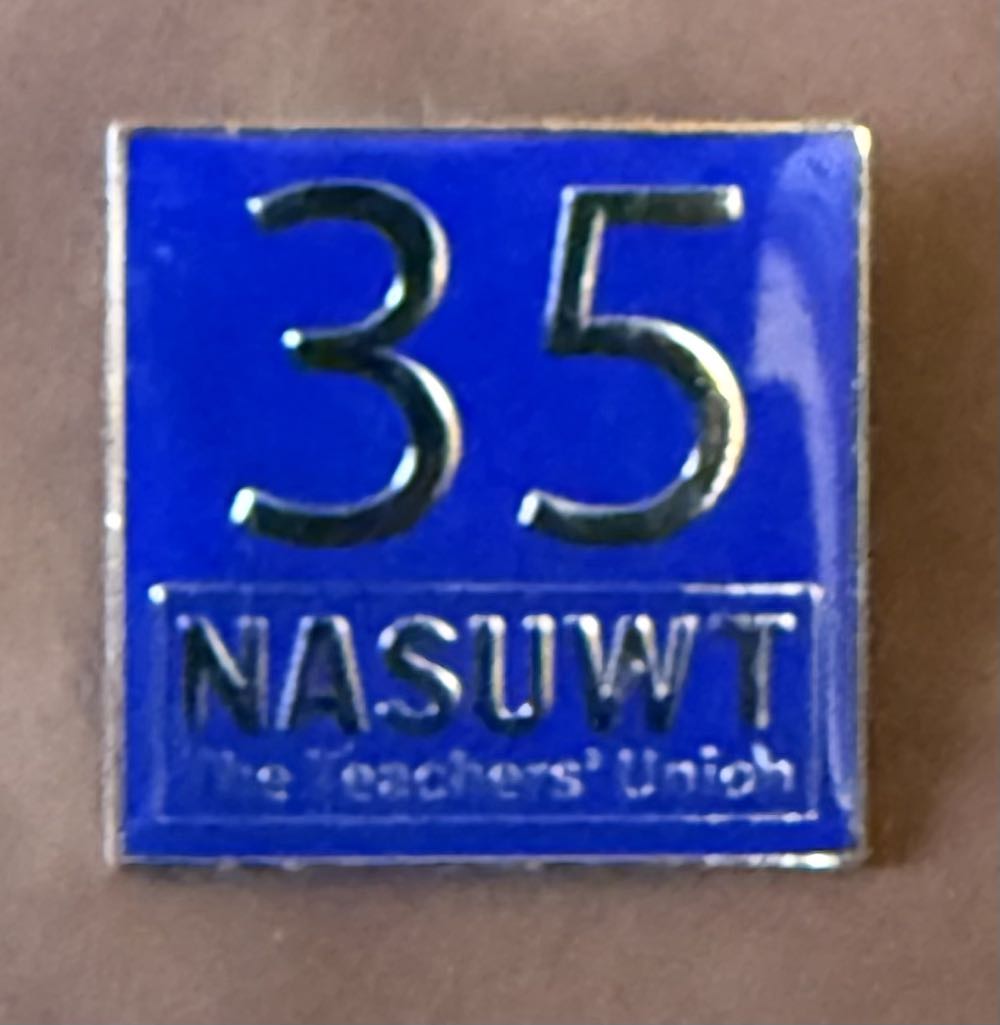 35
NASUWT
The Teachers' Union